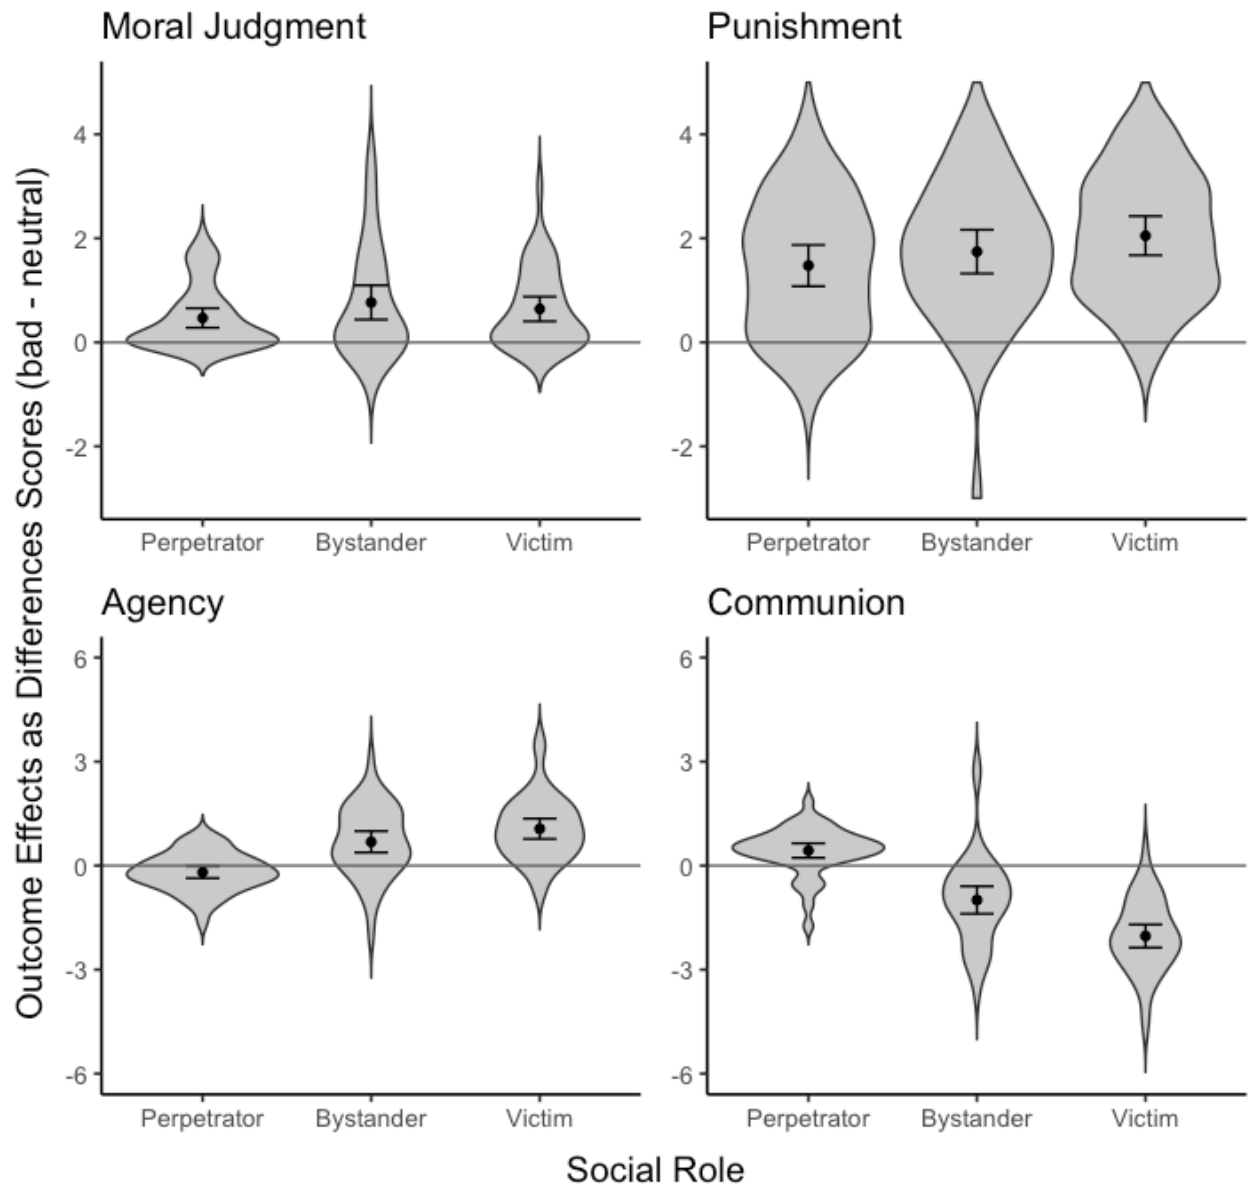 Moral Judgment
Punishment
4
2
0
-2
Perpetrator Bystander Victim
4
2
0
-2
Perpetrator Bystander Victim
Agency
Communion
6
3
0
-3
-6
Perpetrator Bystander Victim
6
3
0
-3
-6
Perpetrator Bystander Victim
Outcome Effects as Differences Scores (bad - neutral)
Social Role